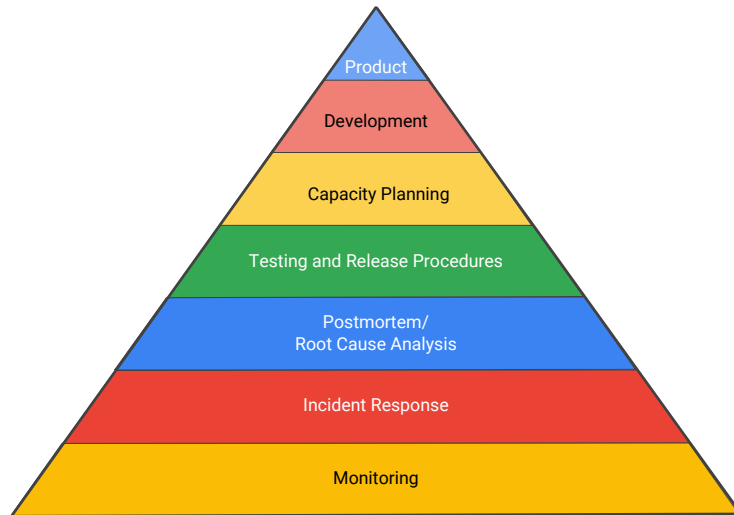 Product
Development
Capacity Planning
Testing and Release Procedures
Postmortem/
Root Cause Analysis
Incident Response
Monitoring